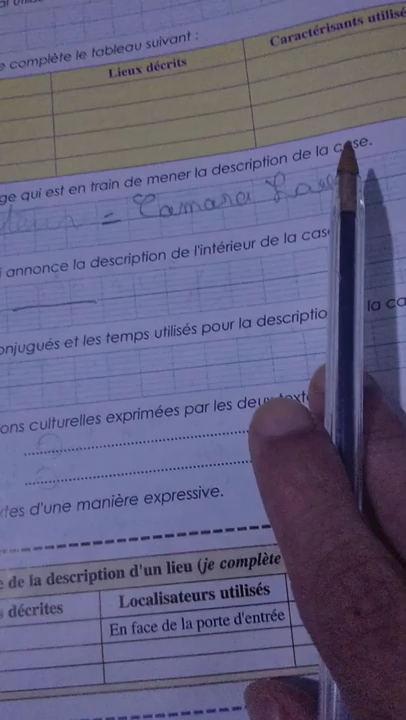 e complète le tableau suivant :
Lieux décrits
Caractérisants utilisé
ge qui est en train de mener la description de la case.
= Camara
annonce la description de l'intérieur de la cas
onjugués et les temps utilisés pour la descriptio la ca
ons culturelles exprimées par les deux texte
tes d'une manière expressive.
e de la description d'un lieu (je complète
s décrites
Localisateurs utilisés
En face de la porte d'entrée